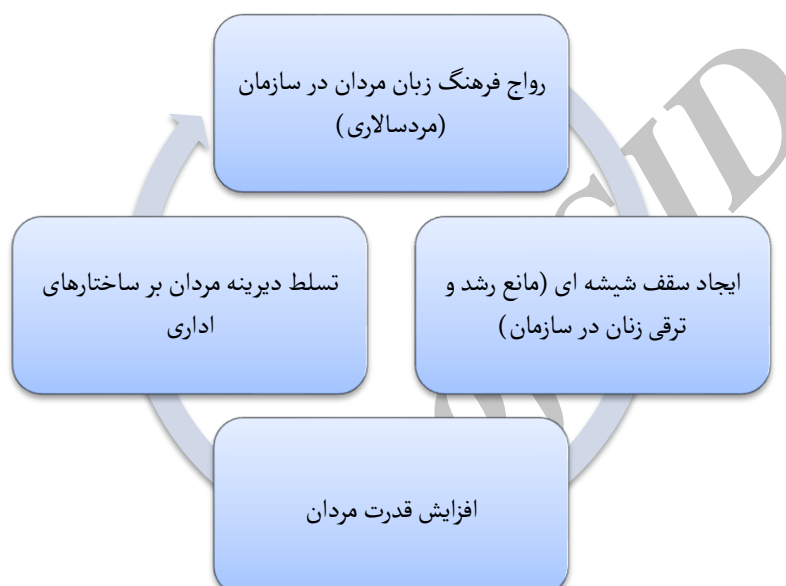 رواج فرهنگ زبان مردان در سازمان
(مردسالاری)
ایجاد سقف شیشه ای (مانع رشد و
ترقی زنان در سازمان)
افزایش قدرت مردان
تسلط دیرینه مردان بر ساختارهای
اداری